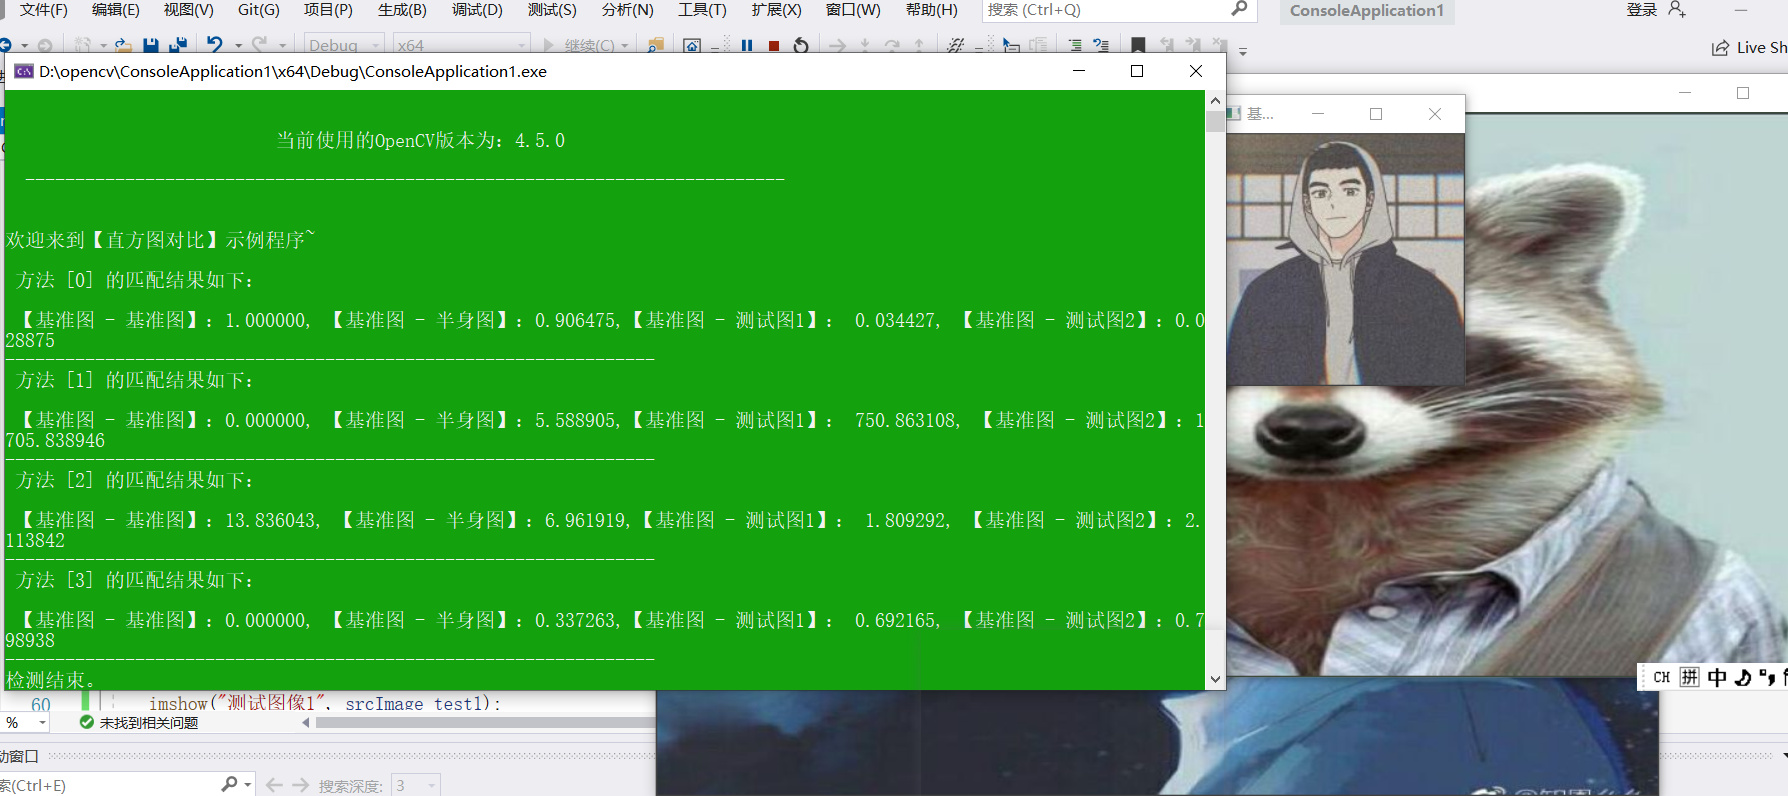 文件(F) 编辑(E) 视图(V) Git(G) 项目(P) 生成(B) 调试(D) 测试(S) 分析(N) 工具(T) 扩展(X) 窗口(W) 帮助(H) 搜索 (Ctrl+Q) ConsoleApplication1 登录
Debug x64 继续(C) Live Sh
D:\opencv\ConsoleApplication1\x64\Debug\ConsoleApplication1.exe
基...
当前使用的OpenCV版本为：4.5.0
----------------------------------------------------------------------------
欢迎来到【直方图对比】示例程序~
方法 [0] 的匹配结果如下：
【基准图 - 基准图】：1.000000, 【基准图 - 半身图】：0.906475,【基准图 - 测试图1】： 0.034427, 【基准图 - 测试图2】：0.0
28875
-----------------------------------------------------------------
方法 [1] 的匹配结果如下：
【基准图 - 基准图】：0.000000, 【基准图 - 半身图】：5.588905,【基准图 - 测试图1】： 750.863108, 【基准图 - 测试图2】：1
705.838946
-----------------------------------------------------------------
方法 [2] 的匹配结果如下：
【基准图 - 基准图】：13.836043, 【基准图 - 半身图】：6.961919,【基准图 - 测试图1】： 1.809292, 【基准图 - 测试图2】：2.
113842
-----------------------------------------------------------------
方法 [3] 的匹配结果如下：
【基准图 - 基准图】：0.000000, 【基准图 - 半身图】：0.337263,【基准图 - 测试图1】： 0.692165, 【基准图 - 测试图2】：0.7
98938
-----------------------------------------------------------------
检测结束。
CH 拼 中
60 imshow("测试图像1", srcImage_test1);
% 未找到相关问题
动窗口
索(Ctrl+E) 搜索深度: 3